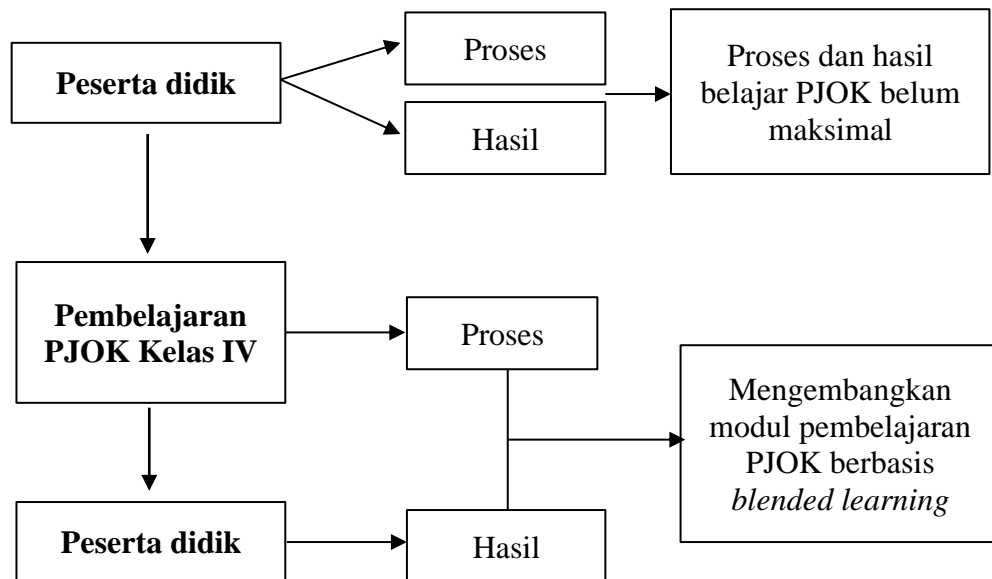 Peserta didik
Proses
Hasil
Proses dan hasil
belajar PJOK belum
maksimal
Pembelajaran
PJOK Kelas IV
Proses
Mengembangkan
modul pembelajaran
PJOK berbasis
blended learning
Peserta didik
Hasil